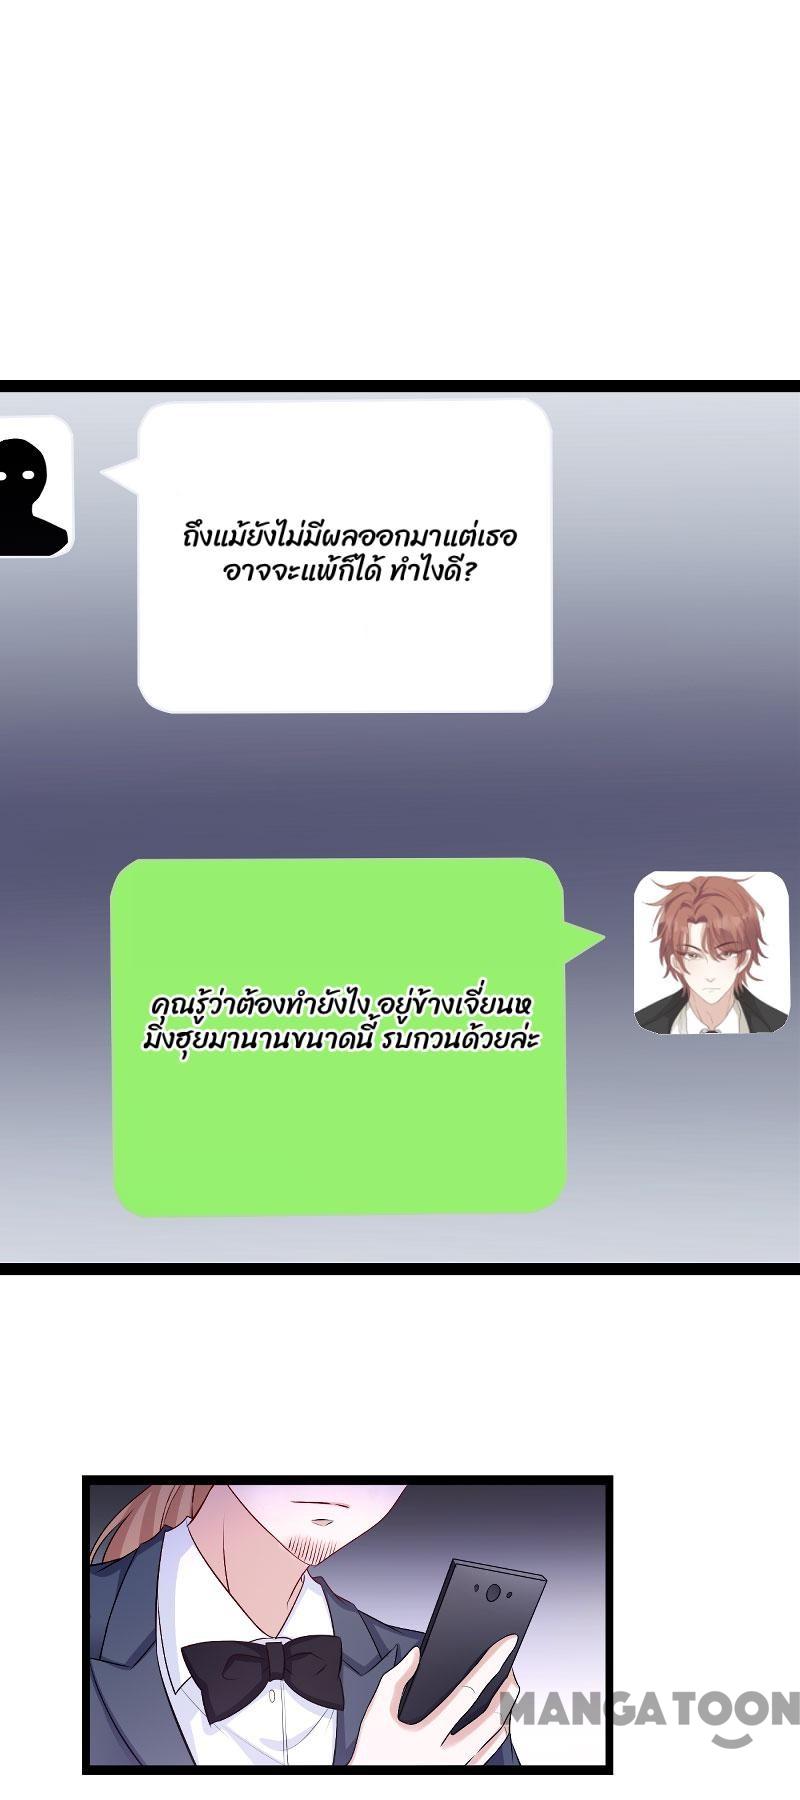 ถึงแม้ยังไม่มีผลออกมาแต่เธอ
อาจจะแพ้ก็ได้ ทำไงดี?
คุณรู้ว่าต้องทำยังไง อยู่ข้างเจี่ยนห
มิงฮุยมานานขนาดนี้ รบกวนด้วยล่ะ
MANGATOON